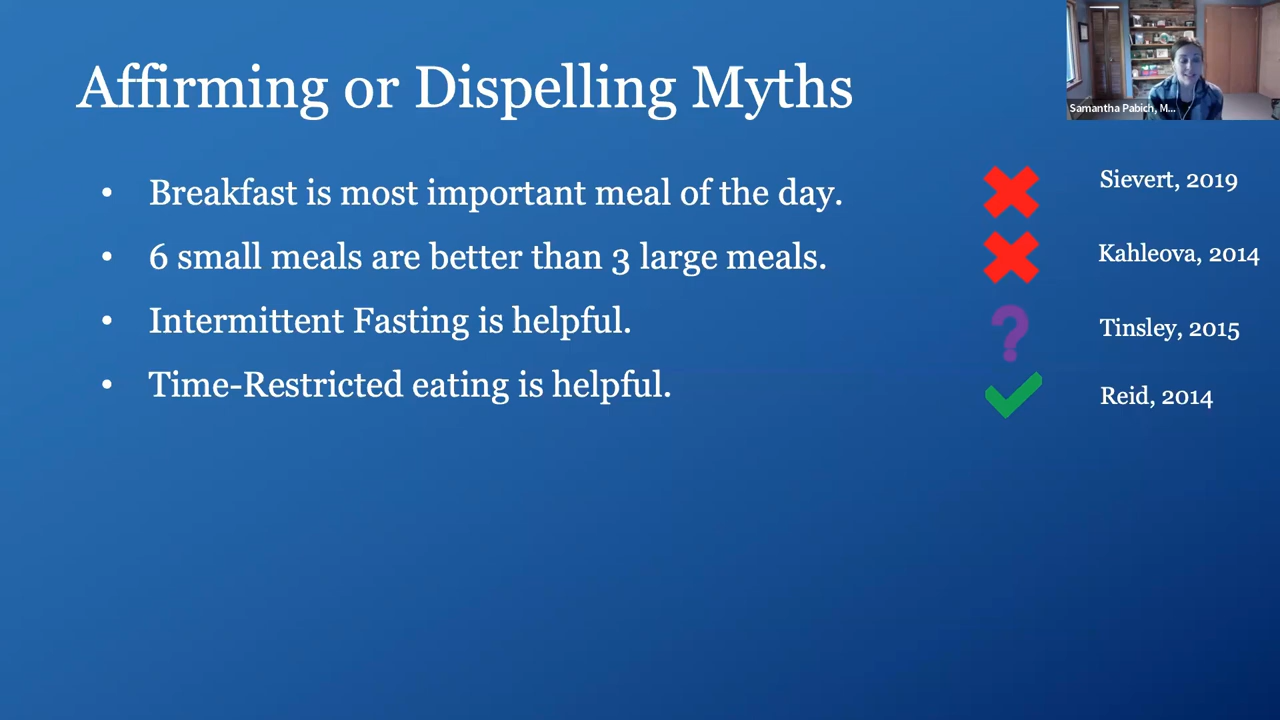 Affirming or Dispelling Myths
Samantha Pabich, M...
• Breakfast is most important meal of the day.
Sievert, 2019
• 6 small meals are better than 3 large meals.
Kahleova, 2014
• Intermittent Fasting is helpful.
?
Tinsley, 2015
• Time-Restricted eating is helpful.
Reid, 2014